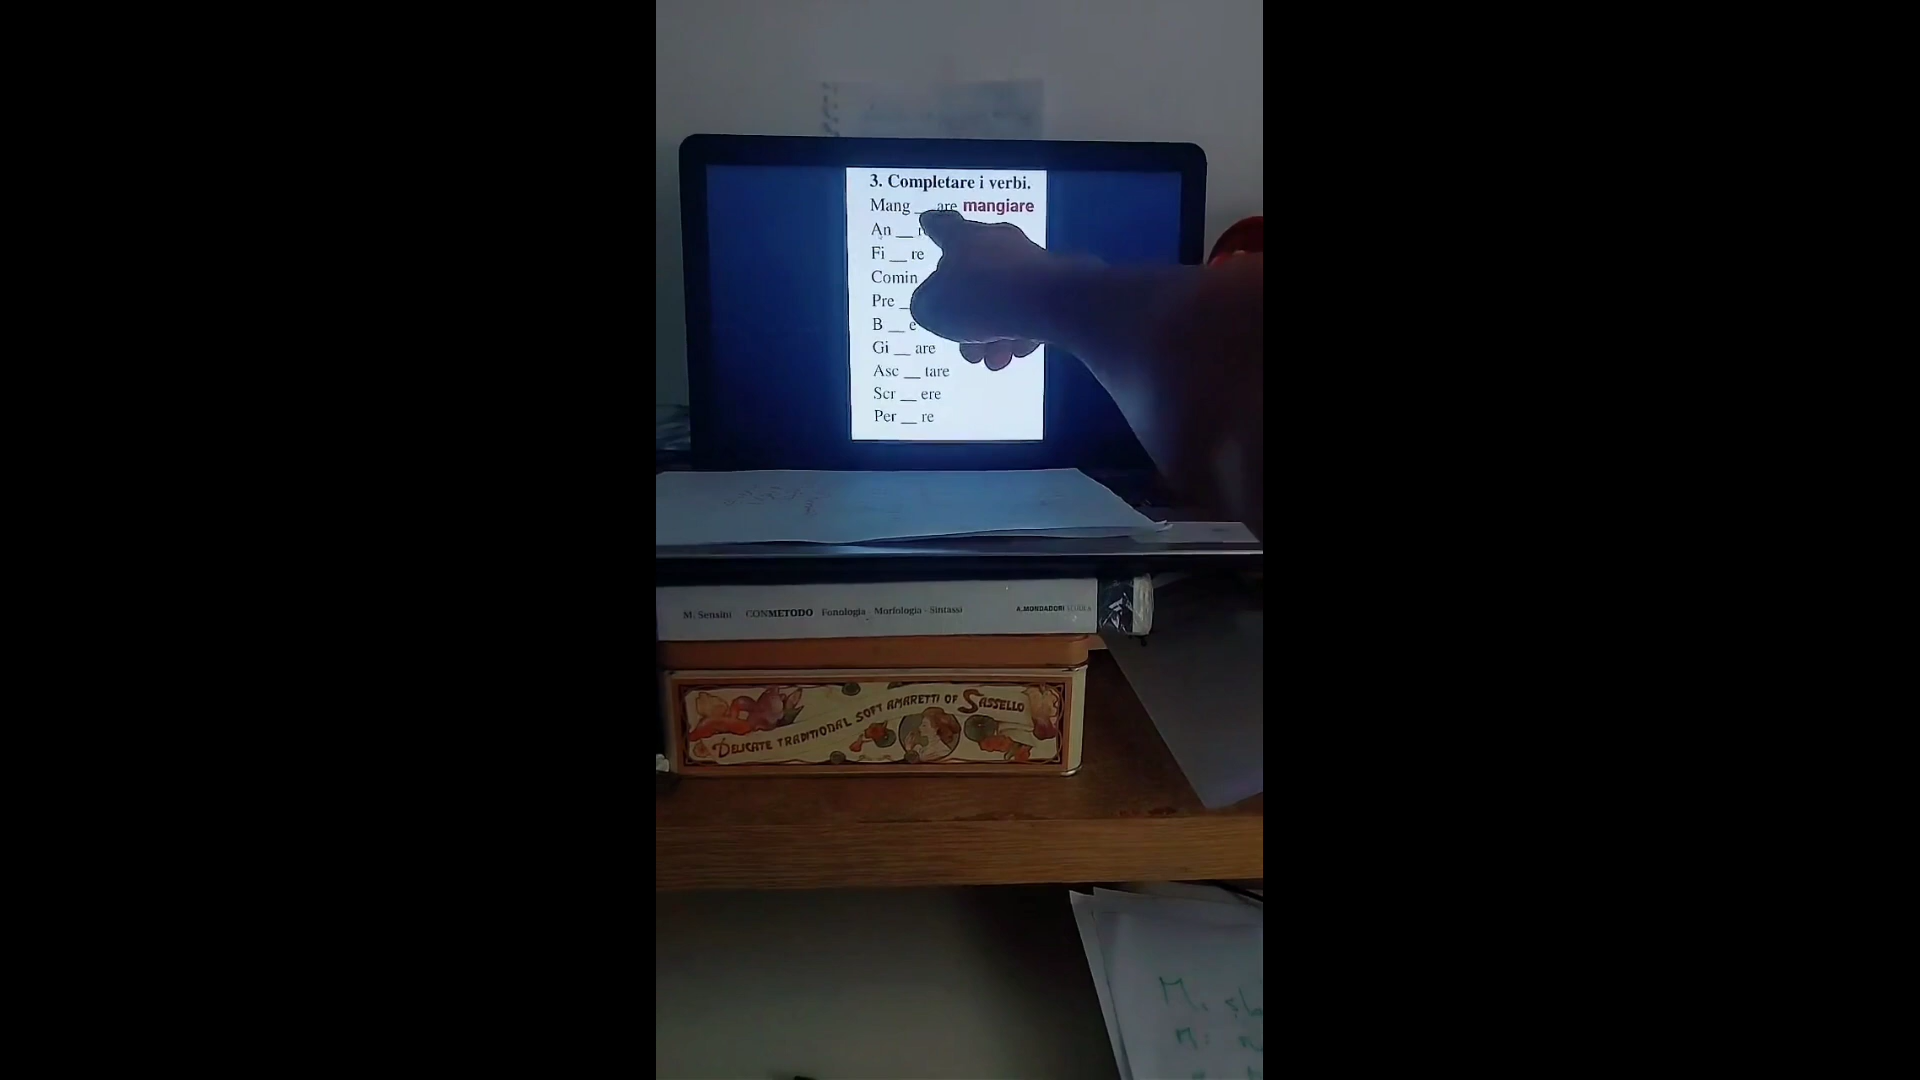 3. Completare i verbi.
Mang __ are mangiare
An __ r
Fi __ re
Comin
Pre __
B __ e
Gi __ are
Asc __ tare
Scr __ ere
Per __ re
M. Sensini CONMETODO Fonologia - Morfologia - Sintassi A. MONDADORI SCUOLA
DELICATE TRADITIONAL SOFT AMARETTI OF SASSELLO